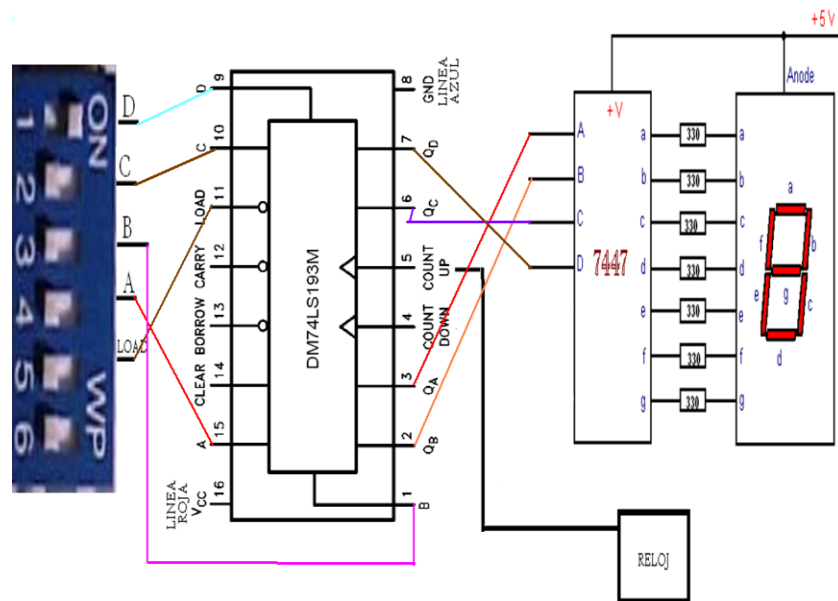 ON
1
2
3
4
5
6
WP
D
C
B
A
LOAD
D
9
C
10
LOAD
11
CARRY
12
BORROW
13
CLEAR
14
A
15
VCC
16
LINEA
ROJA
DM74LS193M
8
GND
LINEA
AZUL
7
QD
6
QC
5
COUNT
UP
4
COUNT
DOWN
3
QA
2
QB
1
B
+5V
+V
A
B
C
D
7447
a
b
c
d
e
f
g
330
330
330
330
330
330
330
Anode
a
b
c
d
e
f
g
a
f
b
g
e
c
d
RELOJ